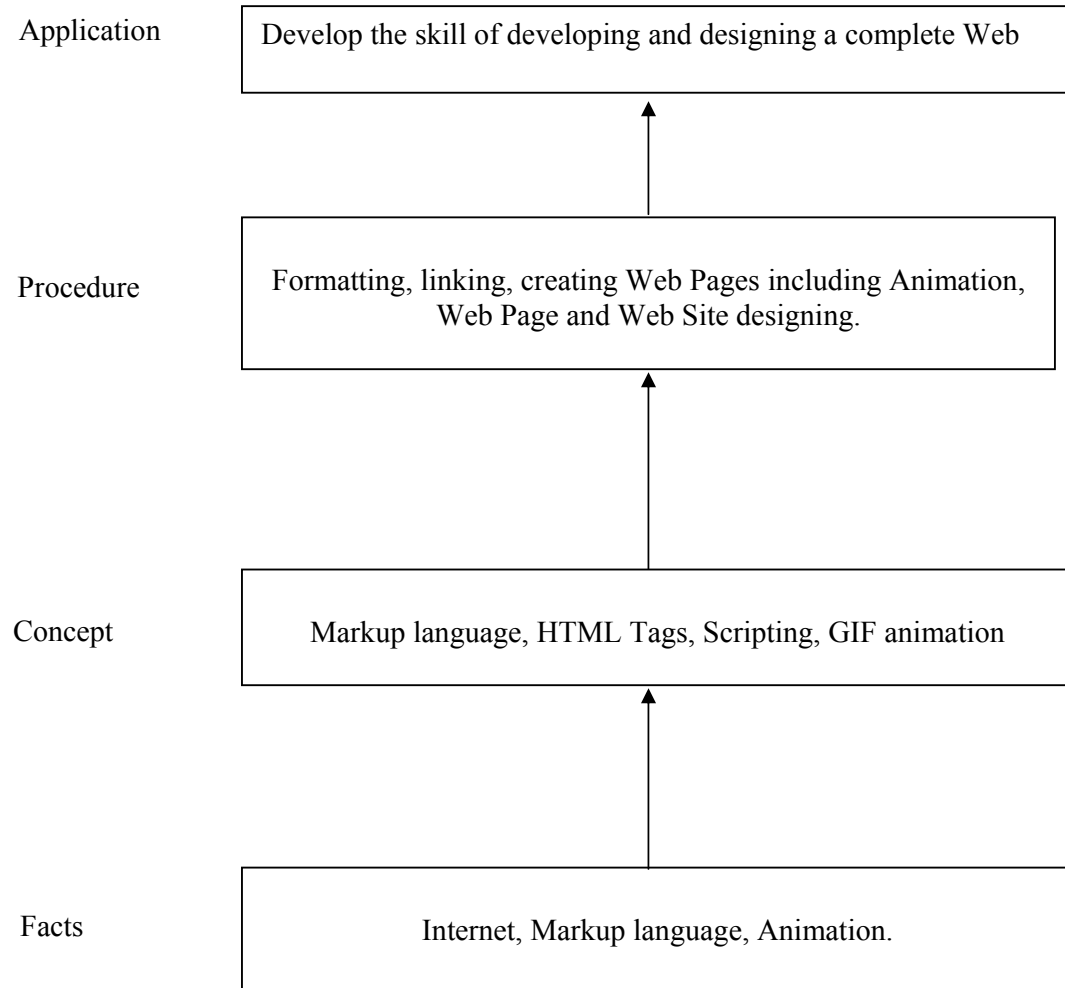 Application
Develop the skill of developing and designing a complete Web
Procedure
Formatting, linking, creating Web Pages including Animation,
Web Page and Web Site designing.
Concept
Markup language, HTML Tags, Scripting, GIF animation
Facts
Internet, Markup language, Animation.